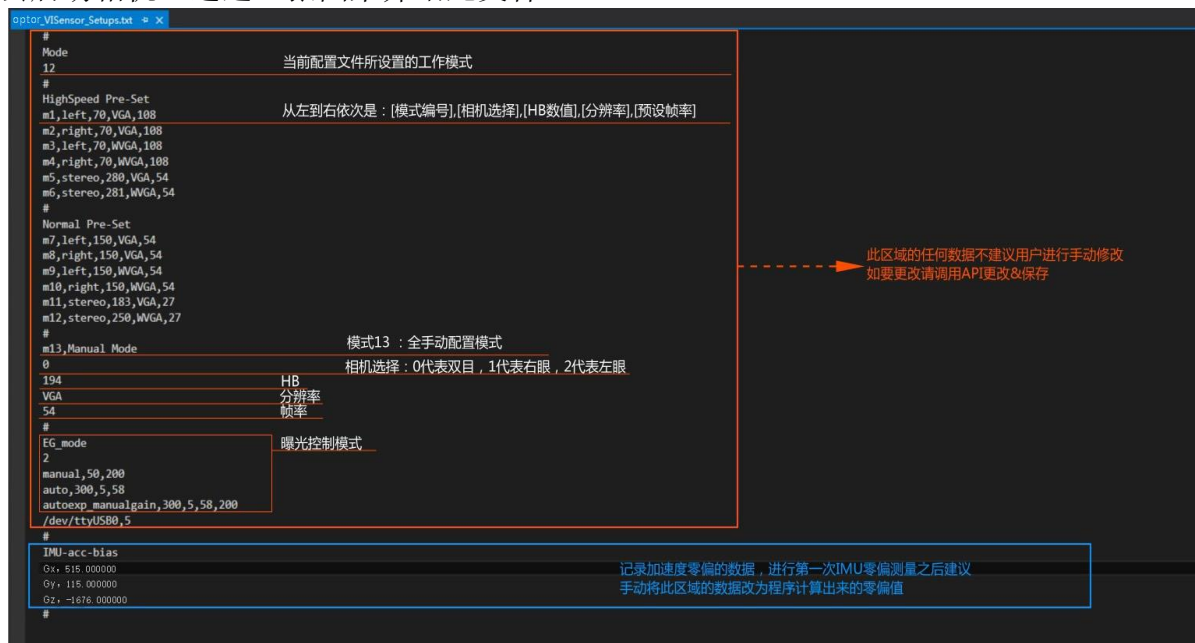 optor_VISensor_Setups.txt
#
Mode
12
当前配置文件所设置的工作模式
#
HighSpeed Pre-Set
m1,left,70,VGA,108
从左到右依次是：[模式编号],[相机选择],[HB数值],[分辨率],[预设帧率]
m2,right,70,VGA,108
m3,left,70,WVGA,108
m4,right,70,WVGA,108
m5,stereo,280,VGA,54
m6,stereo,281,WVGA,54
#
Normal Pre-Set
m7,left,150,VGA,54
m8,right,150,VGA,54
m9,left,150,WVGA,54
m10,right,150,WVGA,54
m11,stereo,183,VGA,27
m12,stereo,250,WVGA,27
此区域的任何数据不建议用户进行手动修改
如要更改请调用API更改&保存
#
m13,Manual Mode
模式13 ：全手动配置模式
0
相机选择：0代表双目，1代表右眼，2代表左眼
194
HB
VGA
分辨率
54
帧率
#
EG_mode
曝光控制模式
2
manual,50,200
auto,300,5,58
autoexp_manualgain,300,5,58,200
/dev/ttyUSB0,5
#
IMU-acc-bias
Gx, 515.000000
Gy, 115.000000
Gz, -1676.000000
记录加速度零偏的数据，进行第一次IMU零偏测量之后建议
手动将此区域的数据改为程序计算出来的零偏值
#